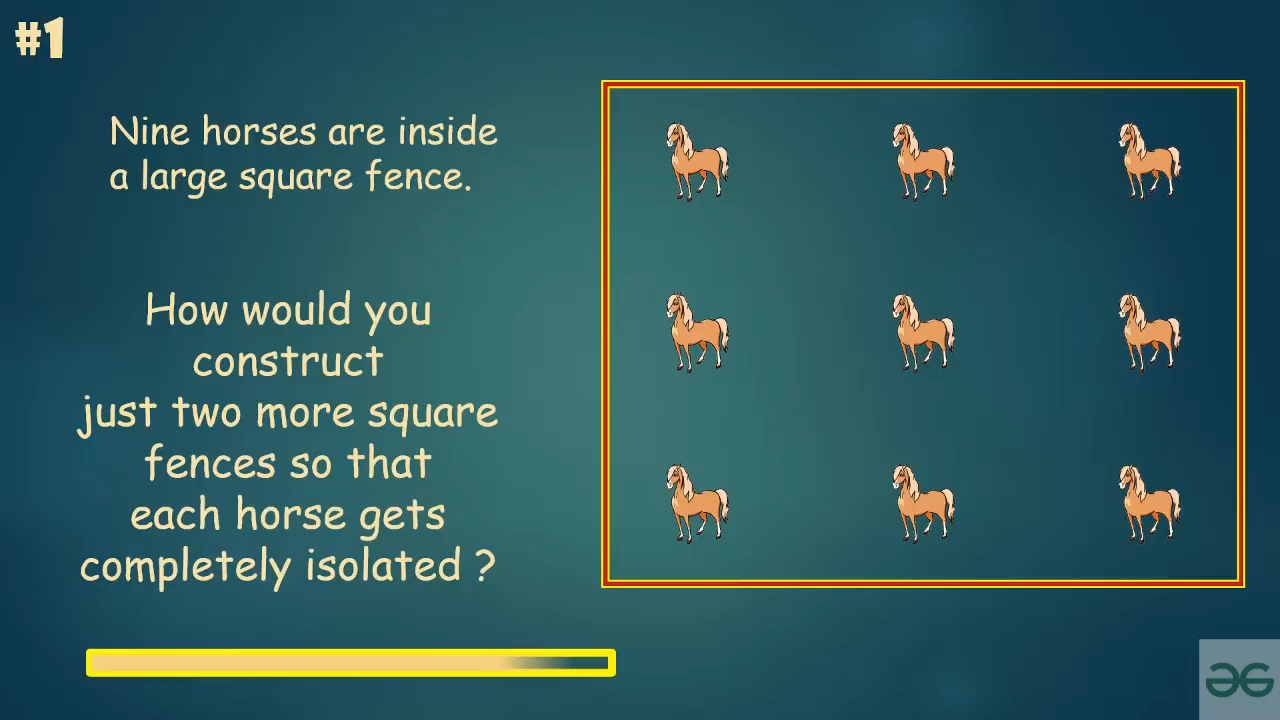 #1
Nine horses are inside
a large square fence.
How would you
construct
just two more square
fences so that
each horse gets
completely isolated ?